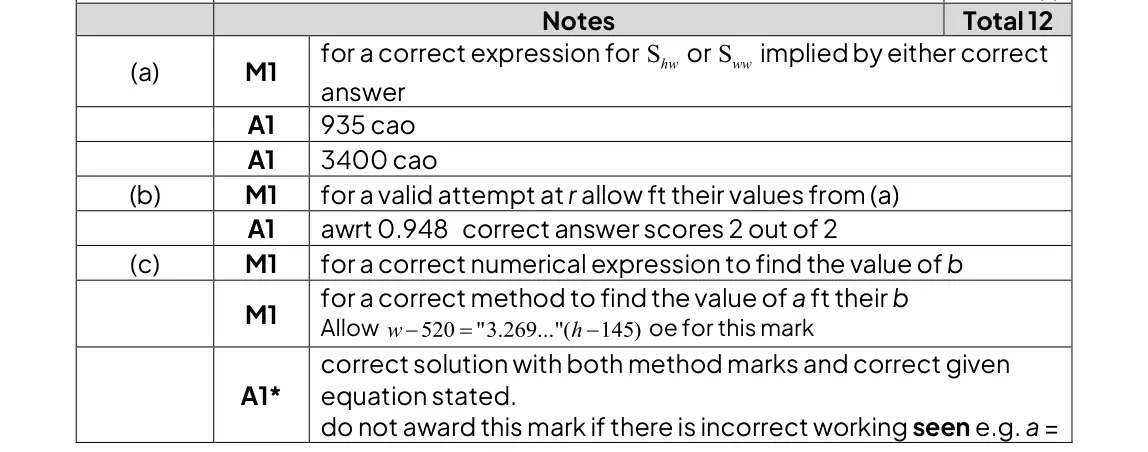 Notes Total 12
(a) M1 for a correct expression for S_hw or S_ww implied by either correct
answer
A1 935 cao
A1 3400 cao
(b) M1 for a valid attempt at r allow ft their values from (a)
A1 awrt 0.948 correct answer scores 2 out of 2
(c) M1 for a correct numerical expression to find the value of b
M1 for a correct method to find the value of a ft their b
Allow w – 520 = "3.269..."(h – 145) oe for this mark
A1* correct solution with both method marks and correct given
equation stated.
do not award this mark if there is incorrect working seen e.g. a =